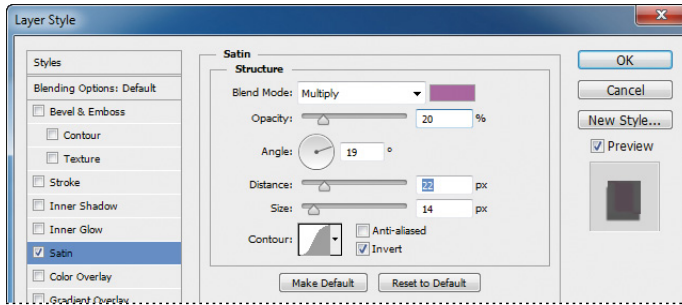 Layer Style
Styles
Blending Options: Default
Bevel & Emboss
Contour
Texture
Stroke
Inner Shadow
Inner Glow
Satin
Color Overlay
Gradient Overlay
Satin
Structure
Blend Mode: Multiply
Opacity: 20 %
Angle: 19 °
Distance: 22 px
Size: 14 px
Contour:
Anti-aliased
Invert
Make Default Reset to Default
OK
Cancel
New Style...
Preview